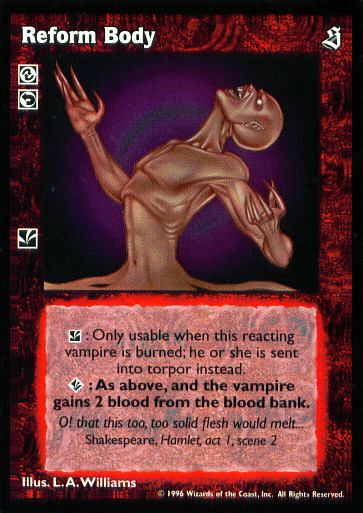 Reform Body
: Only usable when this reacting
vampire is burned; he or she is sent
into torpor instead.
: As above, and the vampire
gains 2 blood from the blood bank.
O! that this too, too solid flesh would melt...
Shakespeare, Hamlet, act 1, scene 2
Illus. L.A. Williams
© 1996 Wizards of the Coast, Inc. All Rights Reserved.